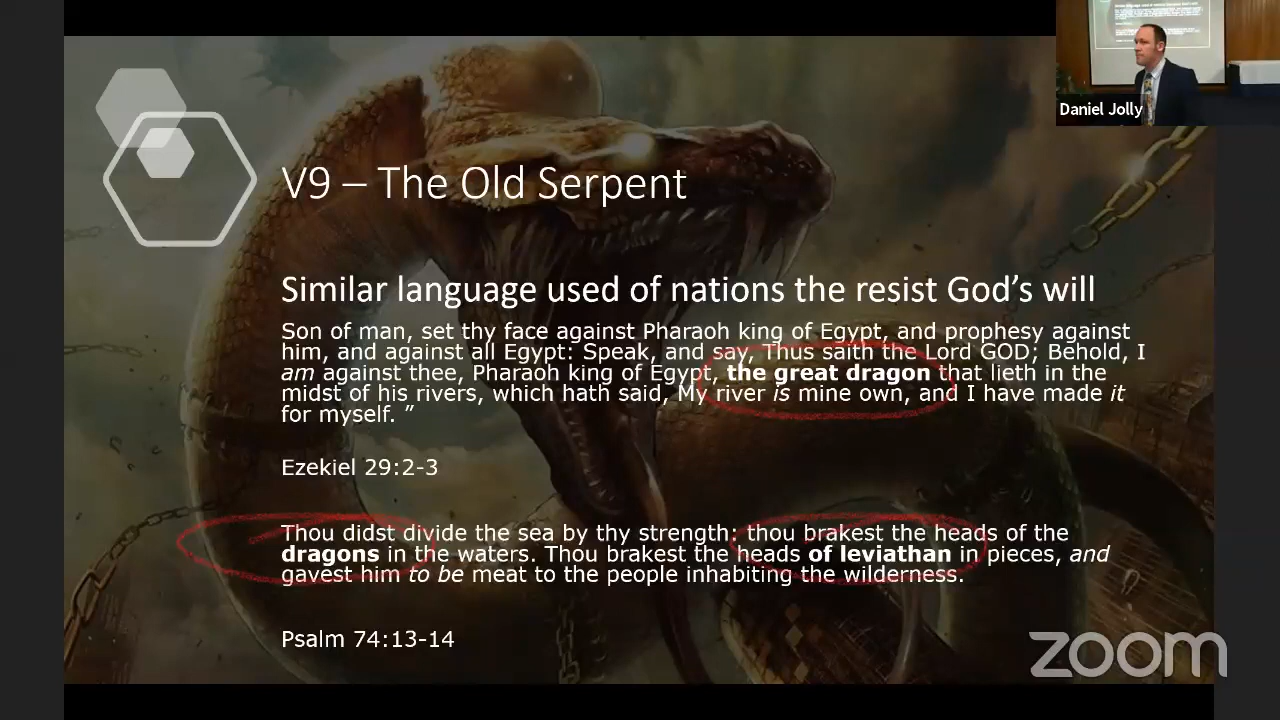 Daniel Jolly
V9 – The Old Serpent
Similar language used of nations the resist God's will
Son of man, set thy face against Pharaoh king of Egypt, and prophesy against
him, and against all Egypt: Speak, and say, Thus saith the Lord GOD; Behold, I
am against thee, Pharaoh king of Egypt, the great dragon that lieth in the
midst of his rivers, which hath said, My river is mine own, and I have made it
for myself. ”
Ezekiel 29:2-3
Thou didst divide the sea by thy strength: thou brakest the heads of the
dragons in the waters. Thou brakest the heads of leviathan in pieces, and
gavest him to be meat to the people inhabiting the wilderness.
Psalm 74:13-14
zoom